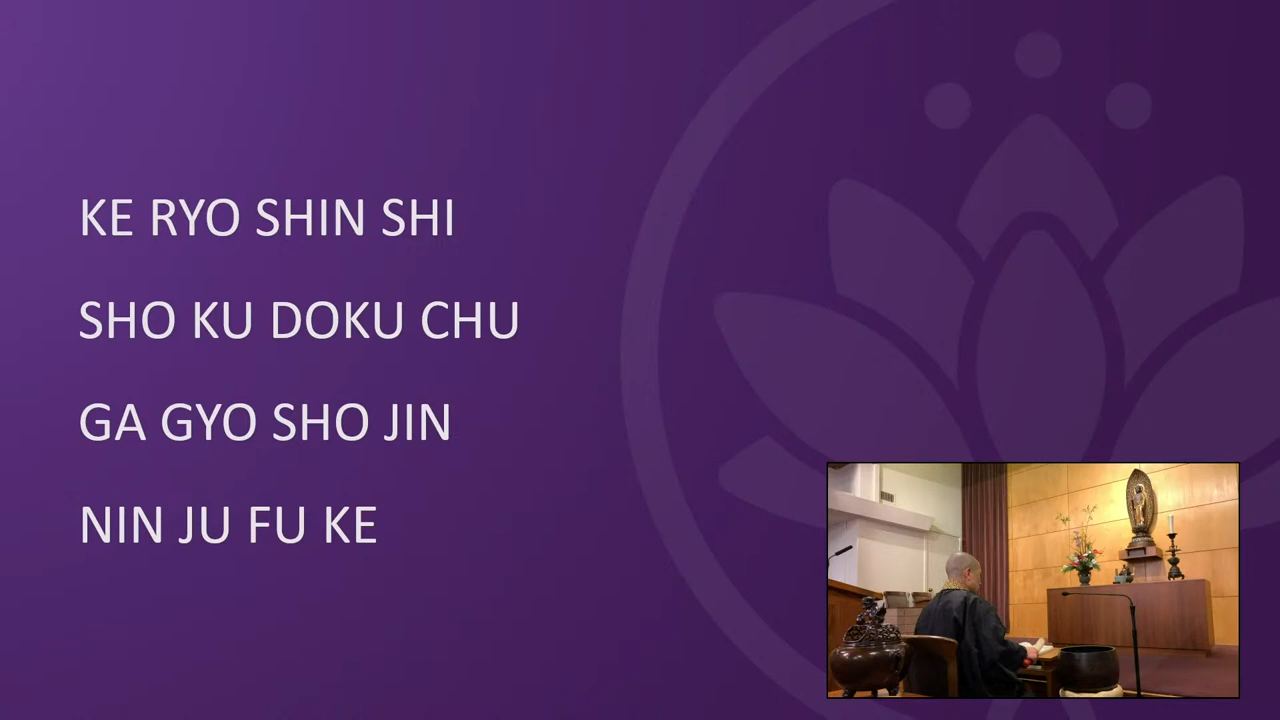 KE RYO SHIN SHI
SHO KU DOKU CHU
GA GYO SHO JIN
NIN JU FU KE